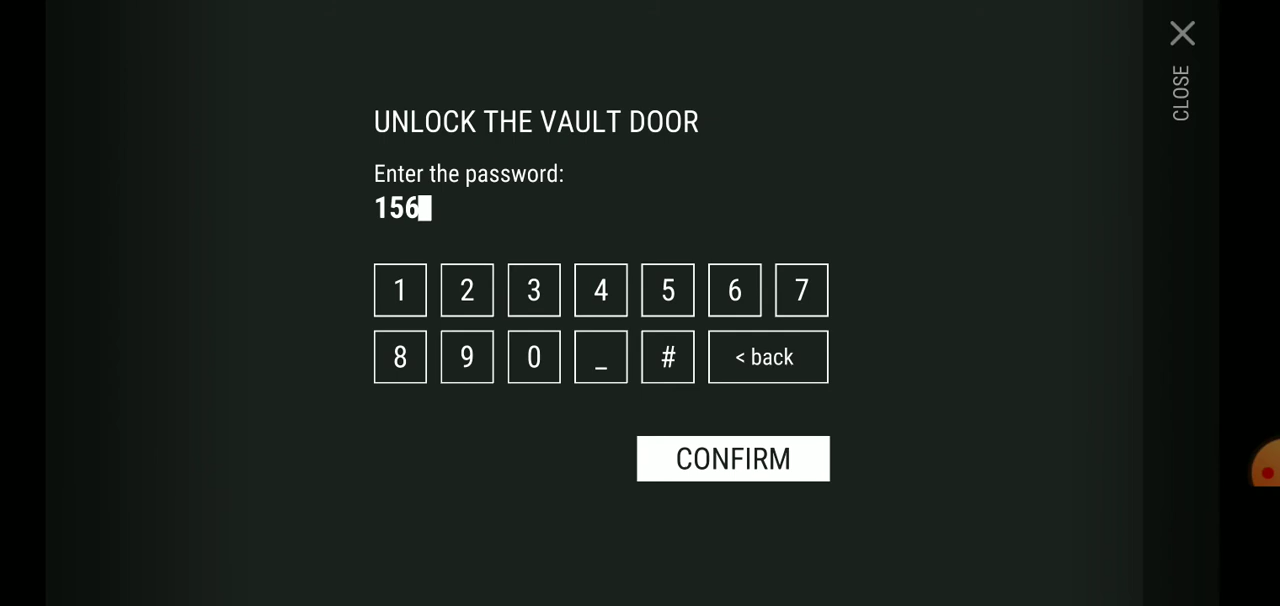 CLOSE
UNLOCK THE VAULT DOOR
Enter the password:
156
1 2 3 4 5 6 7
8 9 0 _ # < back
CONFIRM